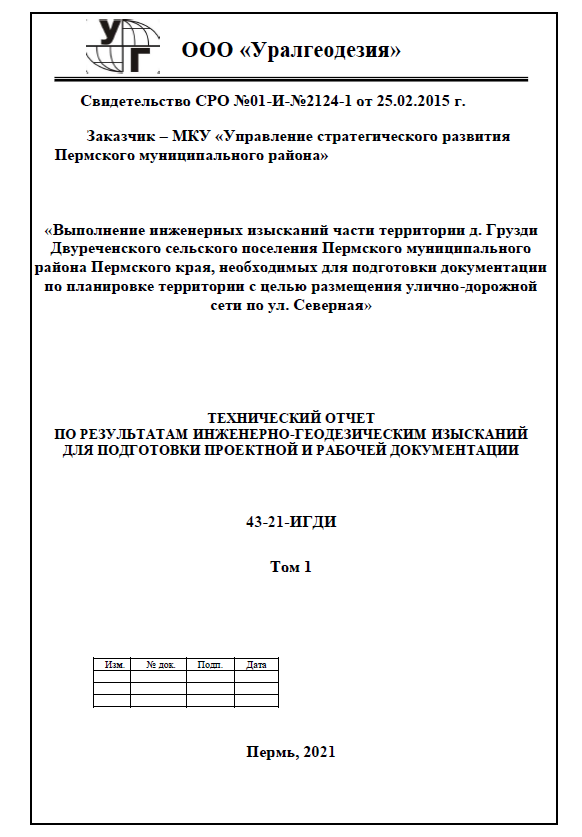 У
Г
ООО «Уралгеодезия»
Свидетельство СРО №01-И-№2124-1 от 25.02.2015 г.
Заказчик – МКУ «Управление стратегического развития
Пермского муниципального района»
«Выполнение инженерных изысканий части территории д. Грузди
Двуреченского сельского поселения Пермского муниципального
района Пермского края, необходимых для подготовки документации
по планировке территории с целью размещения улично-дорожной
сети по ул. Северная»
ТЕХНИЧЕСКИЙ ОТЧЕТ
ПО РЕЗУЛЬТАТАМ ИНЖЕНЕРНО-ГЕОДЕЗИЧЕСКИМ ИЗЫСКАНИЙ
ДЛЯ ПОДГОТОВКИ ПРОЕКТНОЙ И РАБОЧЕЙ ДОКУМЕНТАЦИИ
43-21-ИГДИ
Том 1
Изм. № док. Подп. Дата
Пермь, 2021